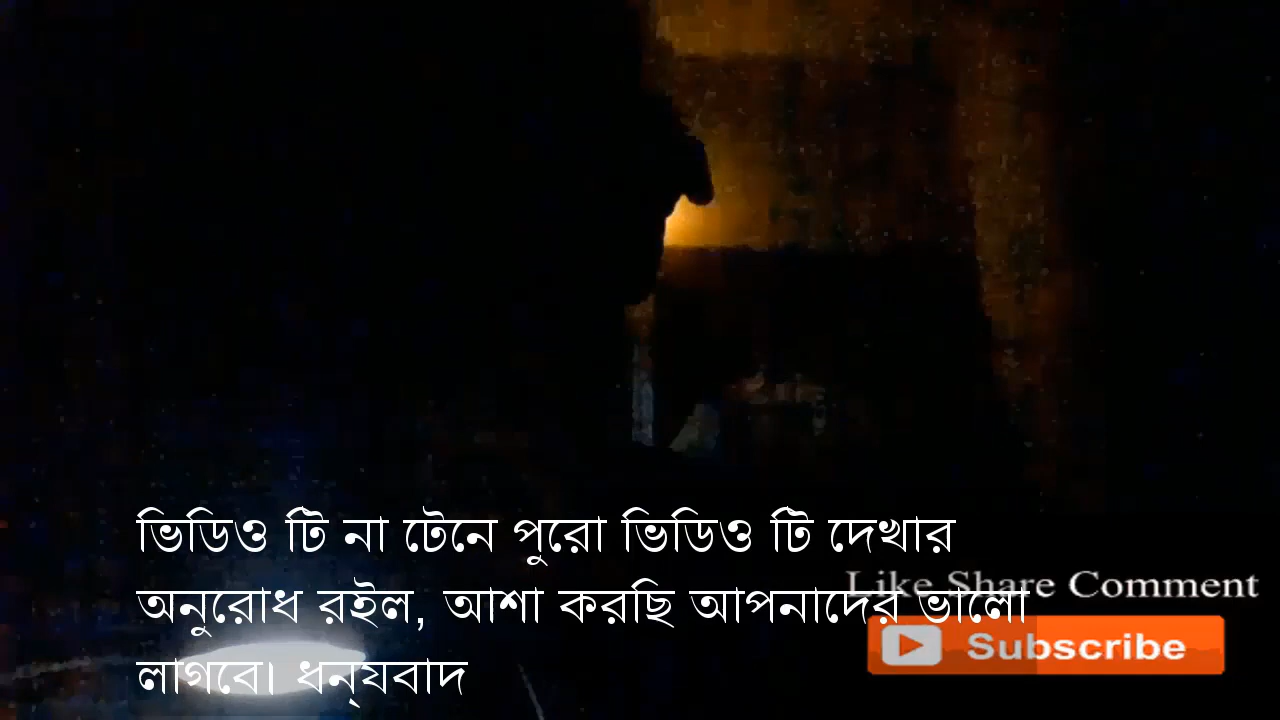 ভিডিও টি না টেনে পুরো ভিডিও টি দেখার
অনুরোধ রইল, আশা করছি আপনাদের ভালো
লাগবে। ধন্যবাদ
Like Share Comment
Subscribe